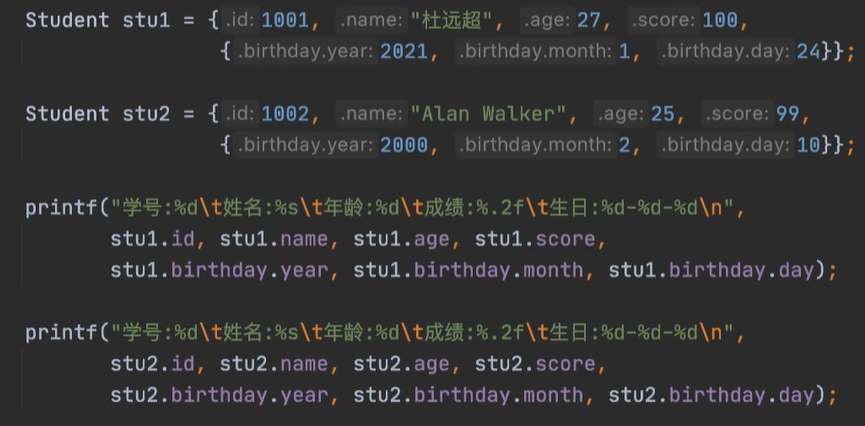 Student stu1 = {.id: 1001, .name: "杜远超", .age: 27, .score: 100,
{.birthday.year: 2021, .birthday.month: 1, .birthday.day: 24}};
Student stu2 = {.id: 1002, .name: "Alan Walker", .age: 25, .score: 99,
{.birthday.year: 2000, .birthday.month: 2, .birthday.day: 10}};
printf("学号:%d\t姓名:%s\t年龄:%d\t成绩:%.2f\t生日:%d-%d-%d\n",
stu1.id, stu1.name, stu1.age, stu1.score,
stu1.birthday.year, stu1.birthday.month, stu1.birthday.day);
printf("学号:%d\t姓名:%s\t年龄:%d\t成绩:%.2f\t生日:%d-%d-%d\n",
stu2.id, stu2.name, stu2.age, stu2.score,
stu2.birthday.year, stu2.birthday.month, stu2.birthday.day);